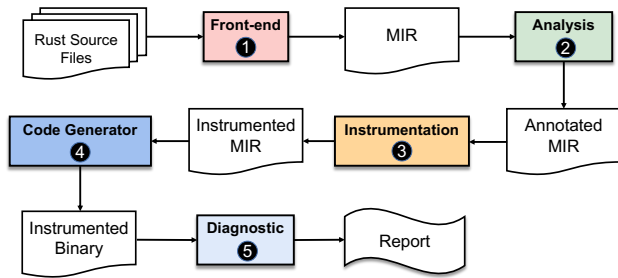 Rust Source
Files
Front-end
1
MIR
Analysis
2
Code Generator
4
Instrumented
MIR
Instrumentation
3
Annotated
MIR
Instrumented
Binary
Diagnostic
5
Report